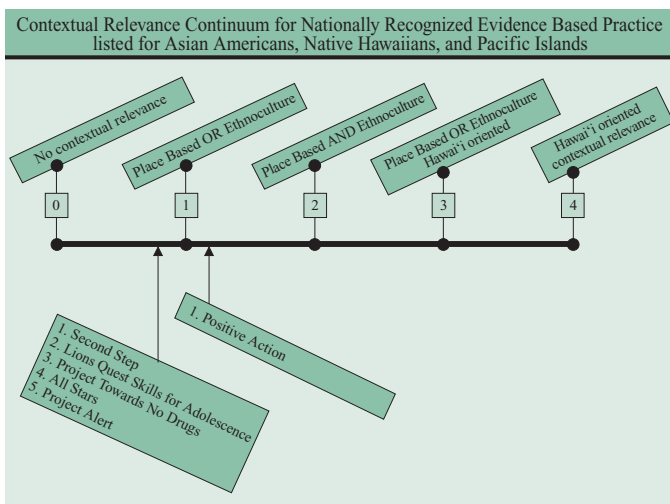 Contextual Relevance Continuum for Nationally Recognized Evidence Based Practice
listed for Asian Americans, Native Hawaiians, and Pacific Islands
No contextual relevance
Place Based OR Ethnoculture
Place Based AND Ethnoculture
Place Based OR Ethnoculture
Hawai‘i oriented
Hawai‘i oriented
contextual relevance
0
1
2
3
4
1. Second Step
2. Lions Quest Skills for Adolescence
3. Project Towards No Drugs
4. All Stars
5. Project Alert
1. Positive Action